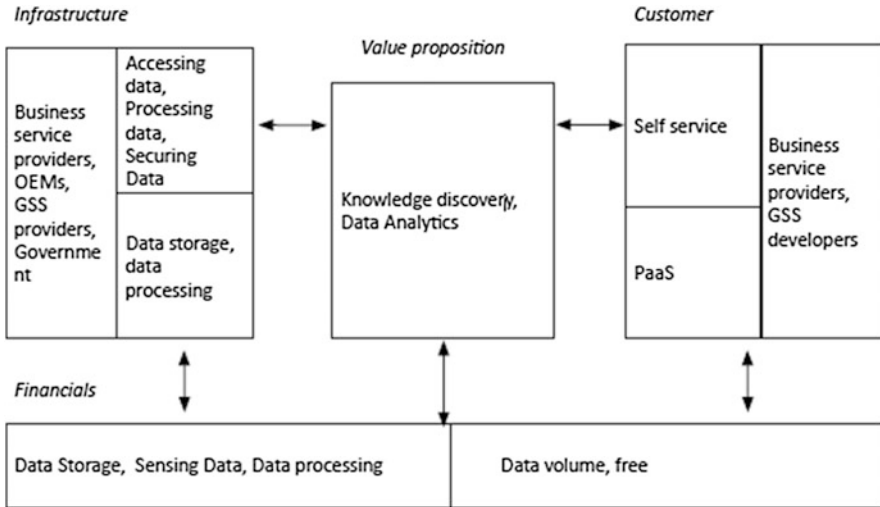 Infrastructure
Customer
Value proposition
Business
service
providers,
OEMs,
GSS
providers,
Governme
nt
Accessing
data,
Processing
data,
Securing
Data
Data storage,
data
processing
Knowledge discovery,
Data Analytics
Self service
PaaS
Business
service
providers,
GSS
developers
Financials
Data Storage, Sensing Data, Data processing
Data volume, free